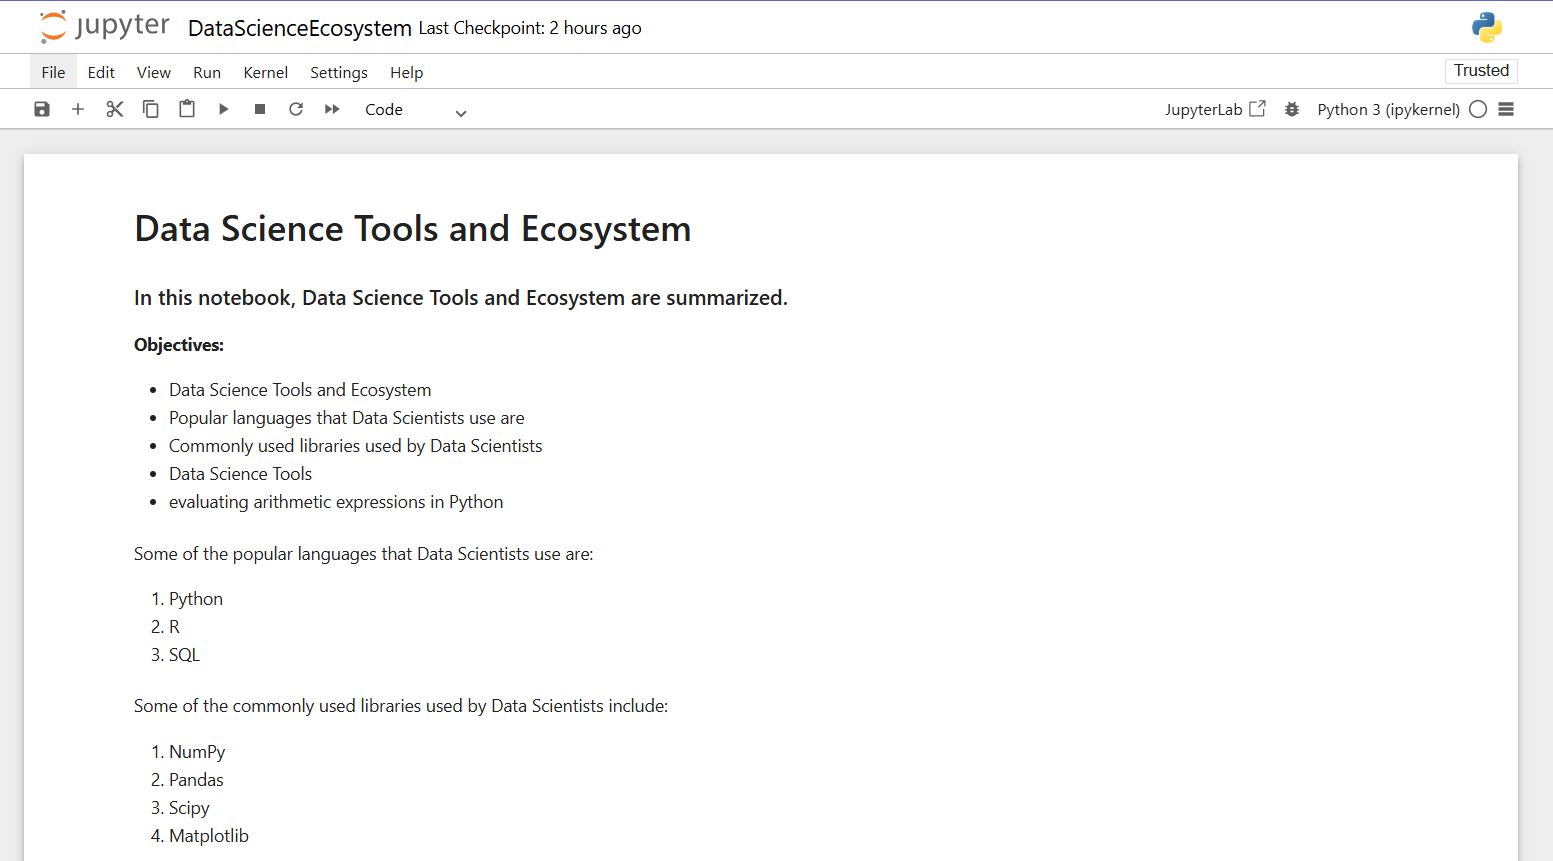 jupyter DataScienceEcosystem Last Checkpoint: 2 hours ago
File Edit View Run Kernel Settings Help Trusted
Code JupyterLab Python 3 (ipykernel)
Data Science Tools and Ecosystem
In this notebook, Data Science Tools and Ecosystem are summarized.
Objectives:
• Data Science Tools and Ecosystem
• Popular languages that Data Scientists use are
• Commonly used libraries used by Data Scientists
• Data Science Tools
• evaluating arithmetic expressions in Python
Some of the popular languages that Data Scientists use are:
1. Python
2. R
3. SQL
Some of the commonly used libraries used by Data Scientists include:
1. NumPy
2. Pandas
3. Scipy
4. Matplotlib